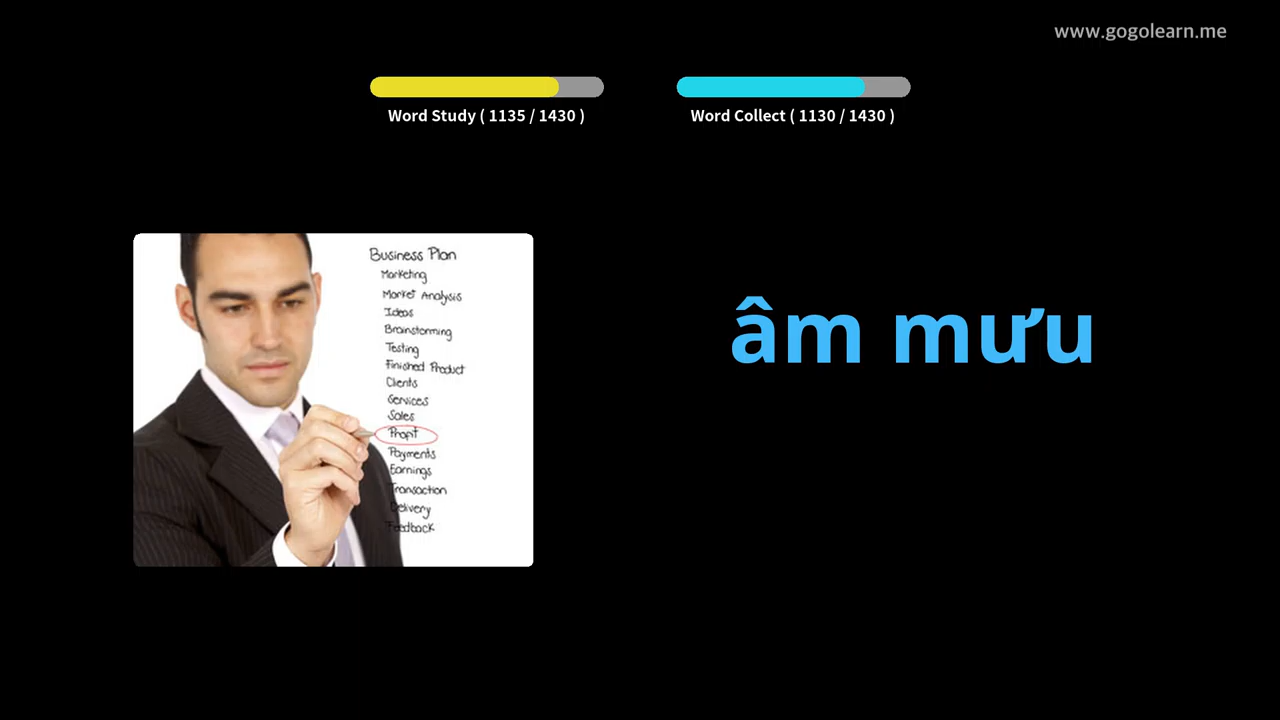 www.gogolearn.me
Word Study ( 1135 / 1430 )
Word Collect ( 1130 / 1430 )
Business Plan
Marketing
Market Analysis
Ideas
Brainstorming
Testing
Finished Product
Clients
Services
Sales
Profit
Payments
Earnings
Transaction
Delivery
Feedback
âm mưu